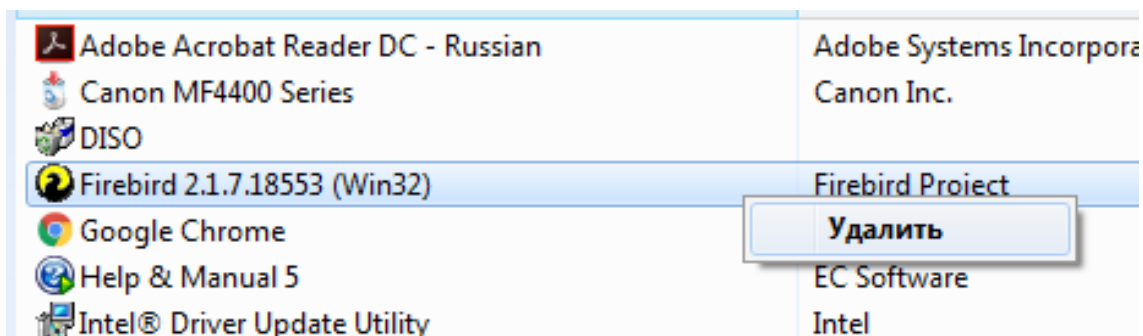 Adobe Acrobat Reader DC - Russian Adobe Systems Incorpora
Canon MF4400 Series Canon Inc.
DISO
Firebird 2.1.7.18553 (Win32) Firebird Project
Google Chrome Удалить
Help & Manual 5 EC Software
Intel® Driver Update Utility Intel